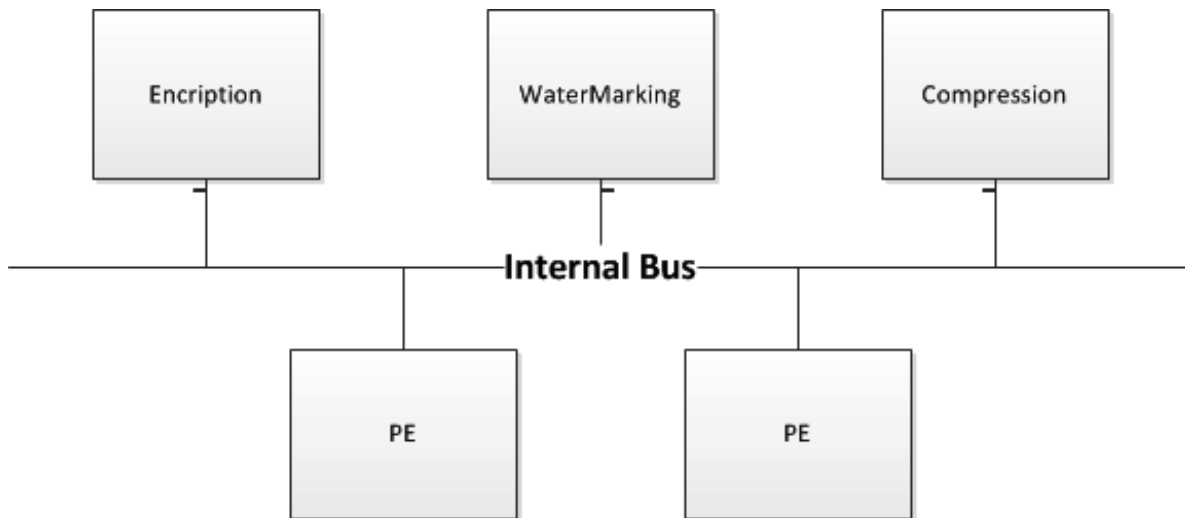 Encription
WaterMarking
Compression
Internal Bus
PE
PE